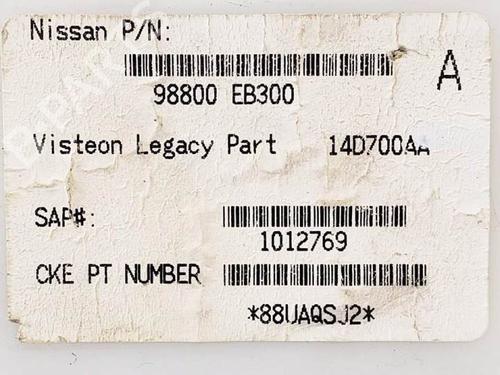 Nissan P/N:
A
98800 EB300
Visteon Legacy Part 14D700AA
SAP#:
1012769
CKE PT NUMBER
*88UAQSJ2*